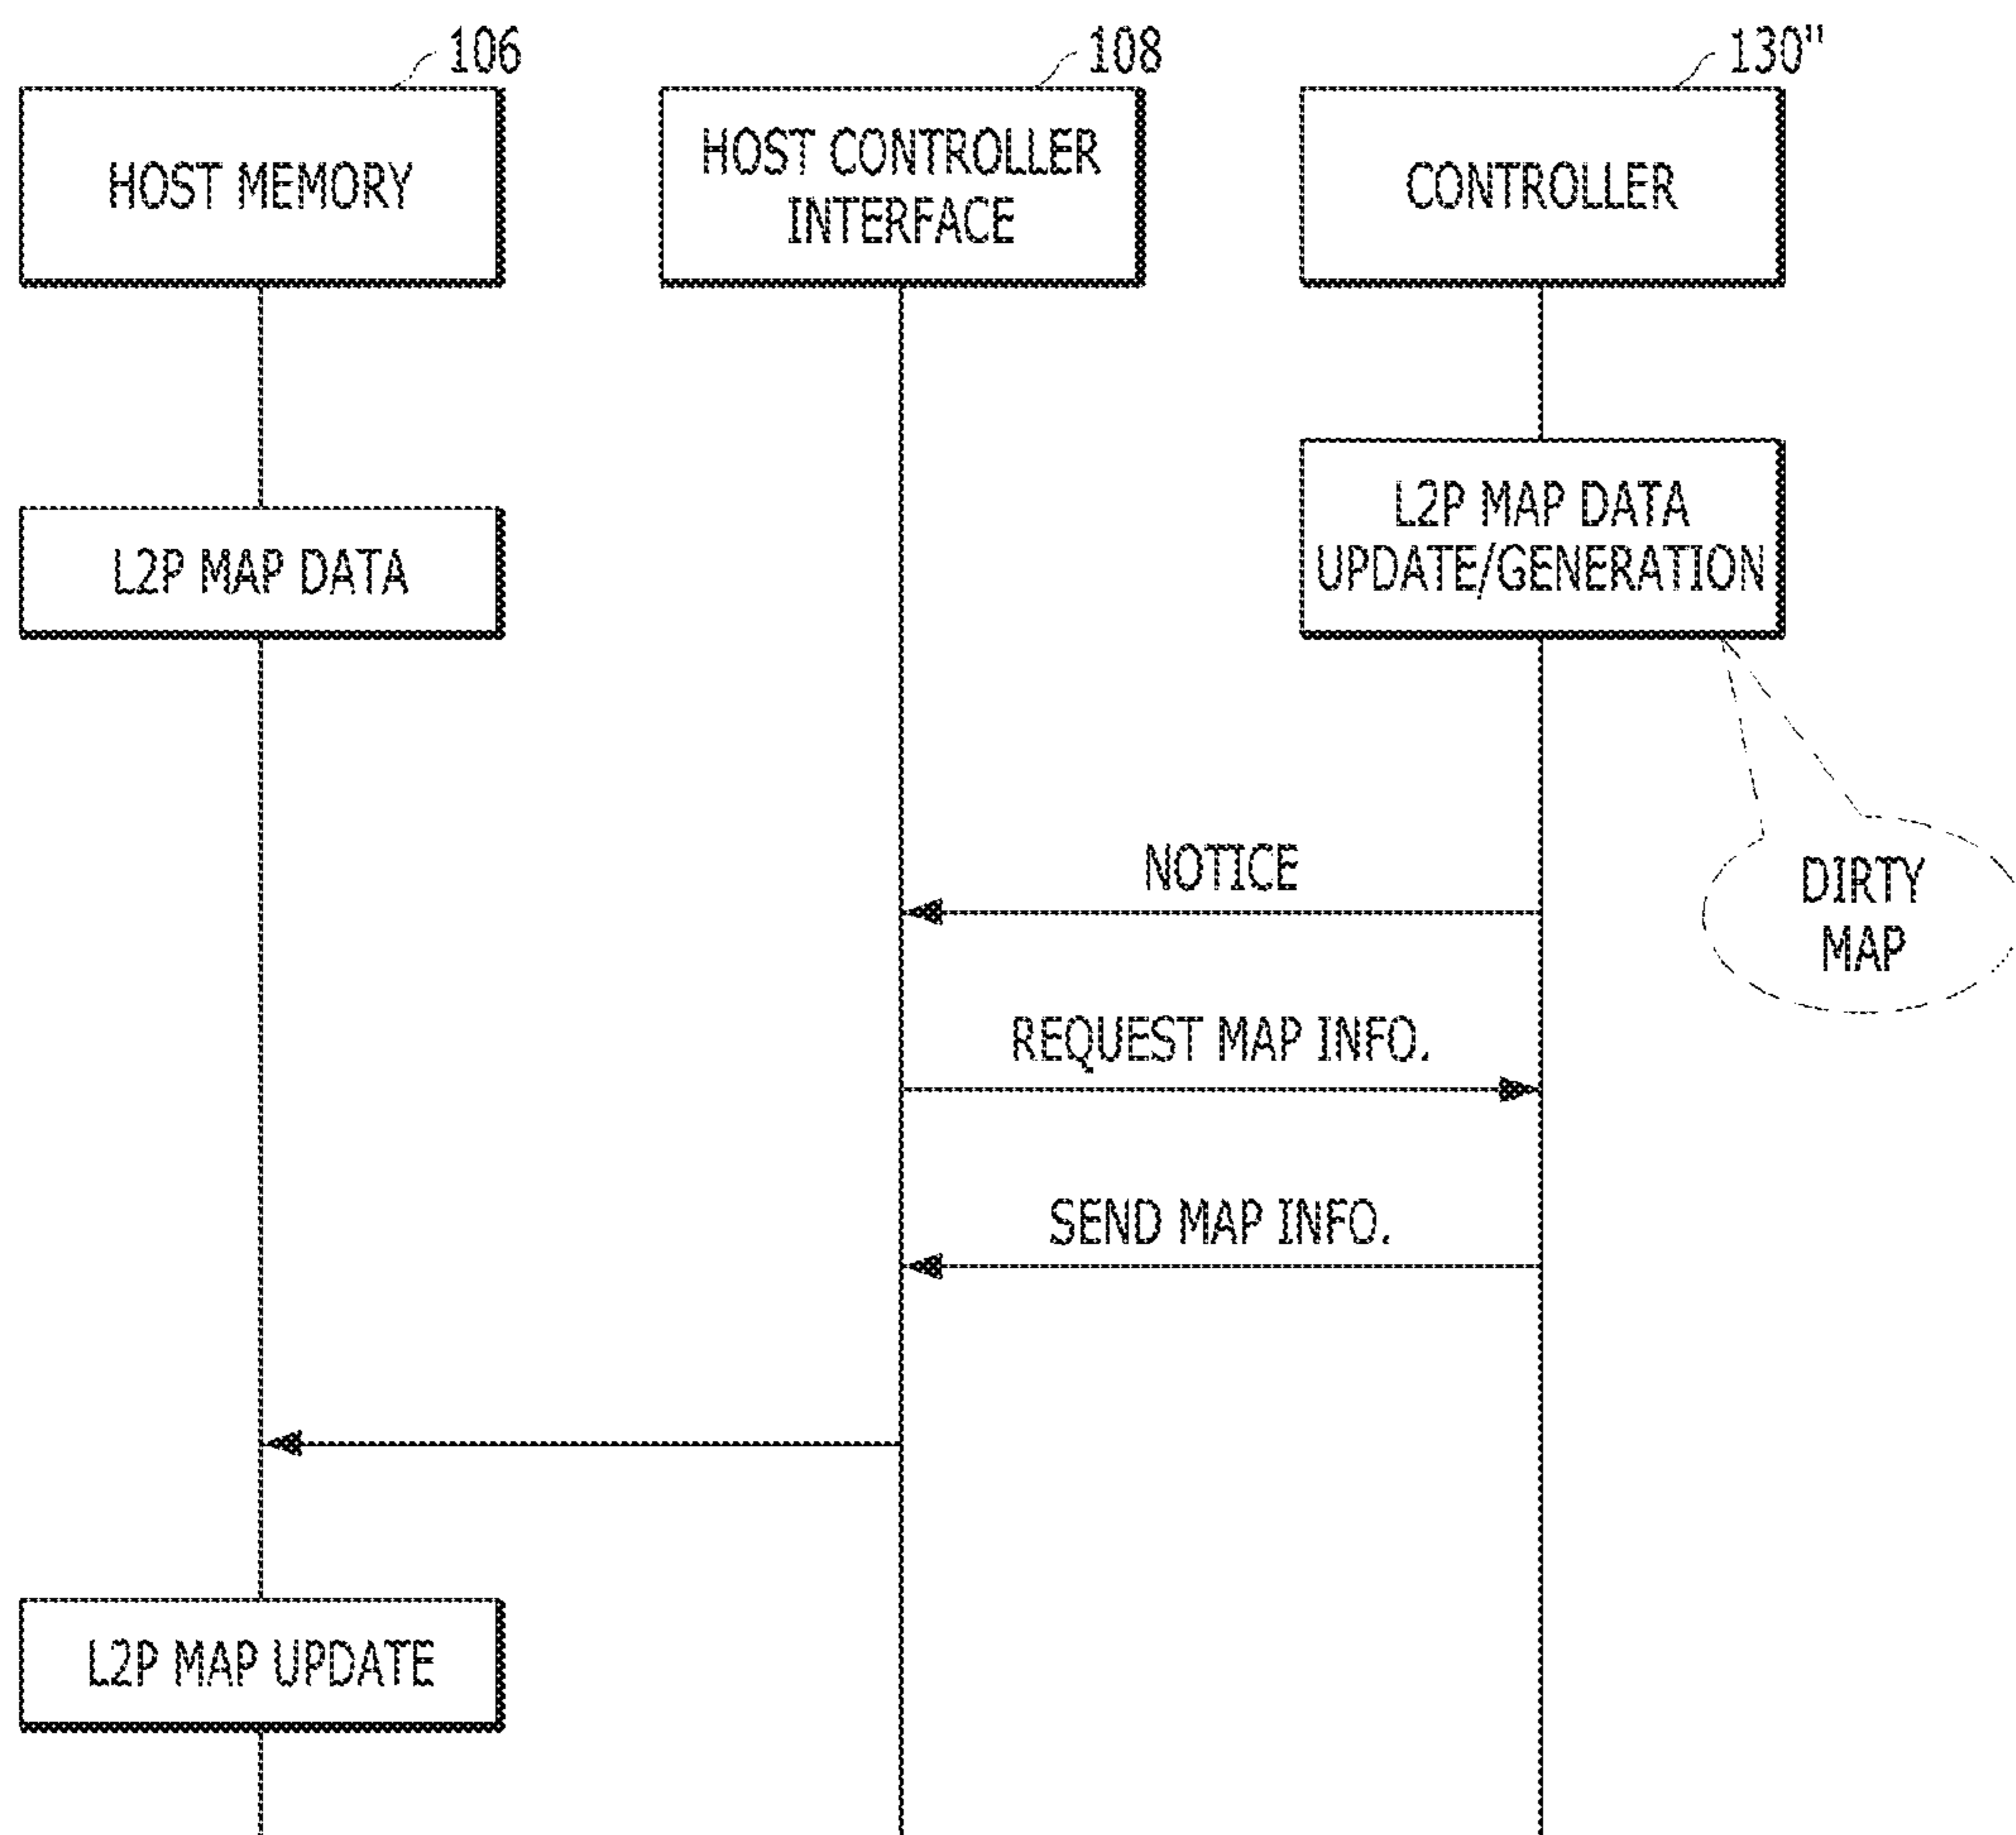 106
108
130"
HOST MEMORY
HOST CONTROLLER
INTERFACE
CONTROLLER
L2P MAP DATA
L2P MAP DATA
UPDATE/GENERATION
NOTICE
DIRTY
MAP
REQUEST MAP INFO.
SEND MAP INFO.
L2P MAP UPDATE